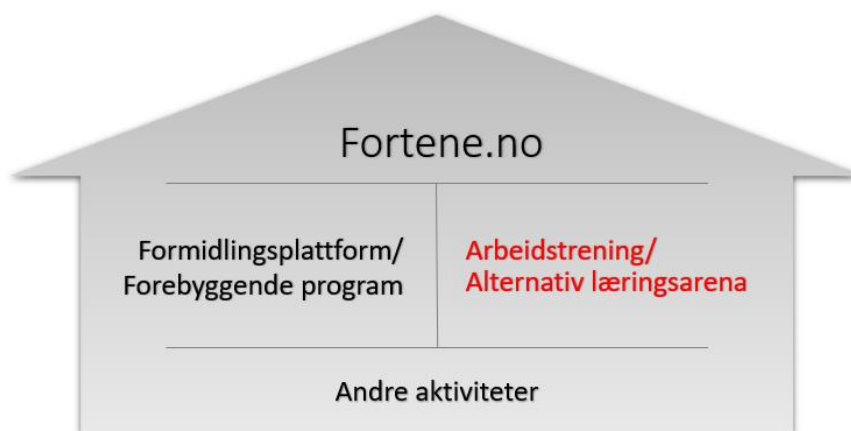 Fortene.no
Formidlingsplattform/
Forebyggende program
Arbeidstrening/
Alternativ læringsarena
Andre aktiviteter